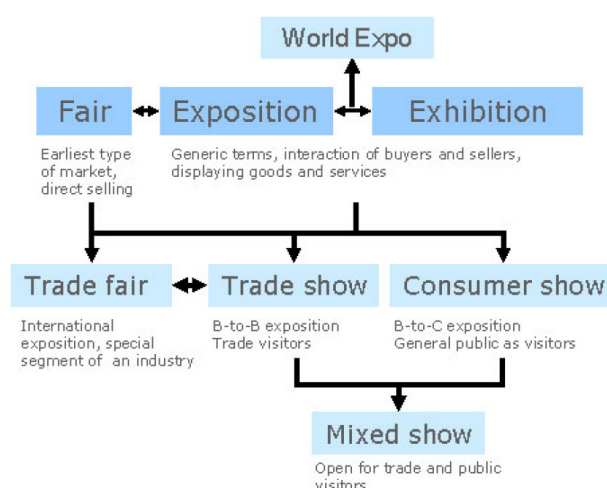 World Expo
Fair
Exposition
Exhibition
Earliest type
of market,
direct selling
Generic terms, interaction of buyers and sellers,
displaying goods and services
Trade fair
Trade show
Consumer show
International
exposition, special
segment of an industry
B-to-B exposition
Trade visitors
B-to-C exposition
General public as visitors
Mixed show
Open for trade and public
visitors